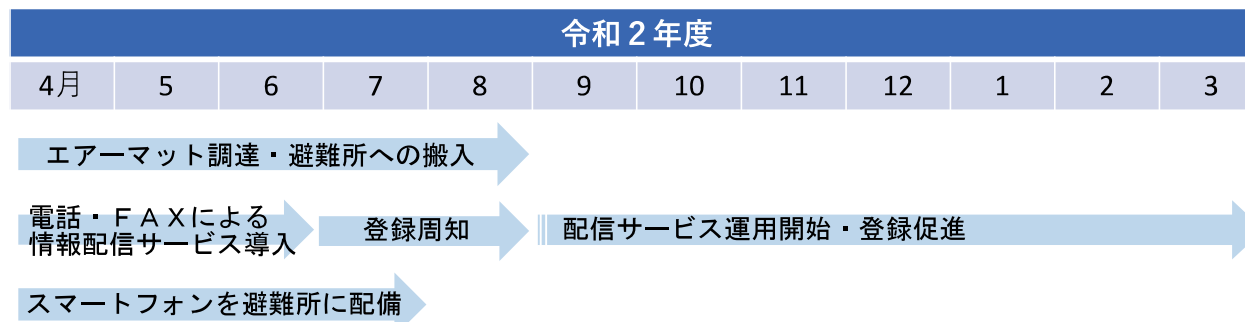 令和２年度
4月 5 6 7 8 9 10 11 12 1 2 3
エアーマット調達・避難所への搬入
電話・ＦＡＸによる
情報配信サービス導入
登録周知
配信サービス運用開始・登録促進
スマートフォンを避難所に配備